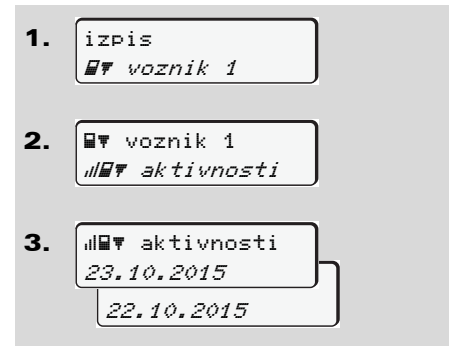 1.
izpis
voznik 1
2.
voznik 1
aktivnosti
3.
aktivnosti
23.10.2015
22.10.2015